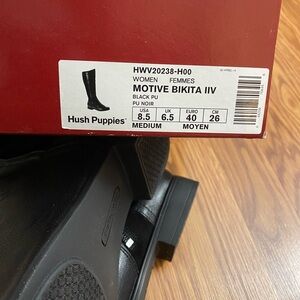 HWV20238-H00
WOMEN FEMMES
MOTIVE BIKITA IIV
BLACK PU
PU NOIR
Hush Puppies
USA UK EURO CM
8.5 6.5 40 26
MEDIUM MOYEN